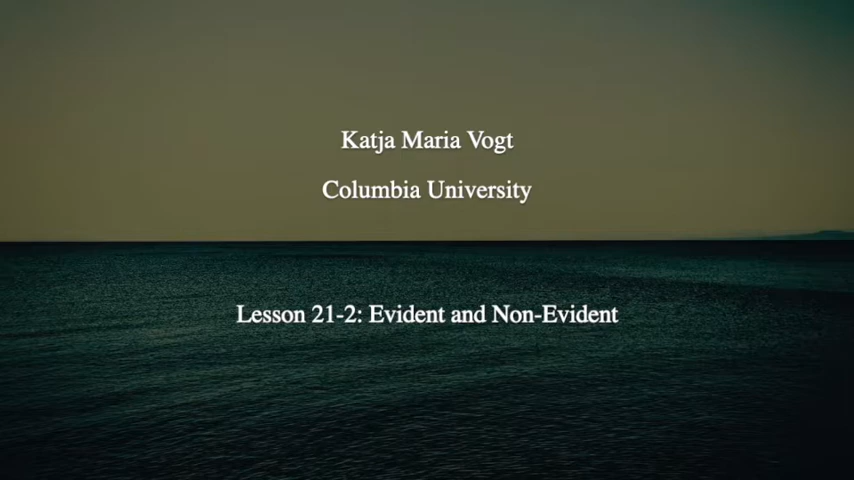 Katja Maria Vogt
Columbia University
Lesson 21-2: Evident and Non-Evident